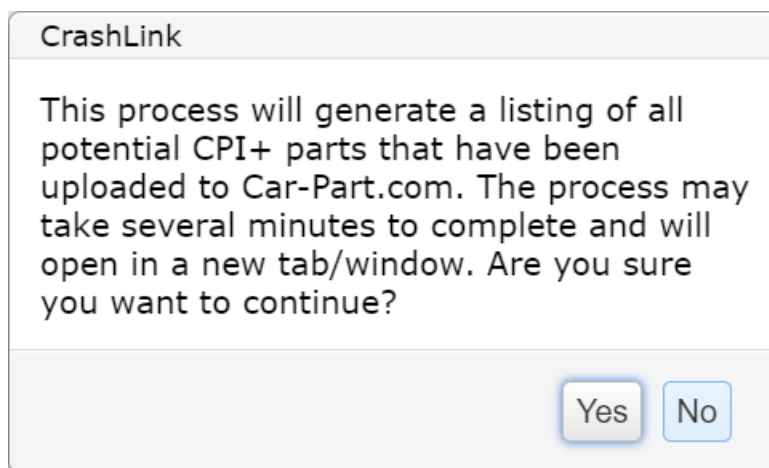 CrashLink
This process will generate a listing of all
potential CPI+ parts that have been
uploaded to Car-Part.com. The process may
take several minutes to complete and will
open in a new tab/window. Are you sure
you want to continue?
Yes No